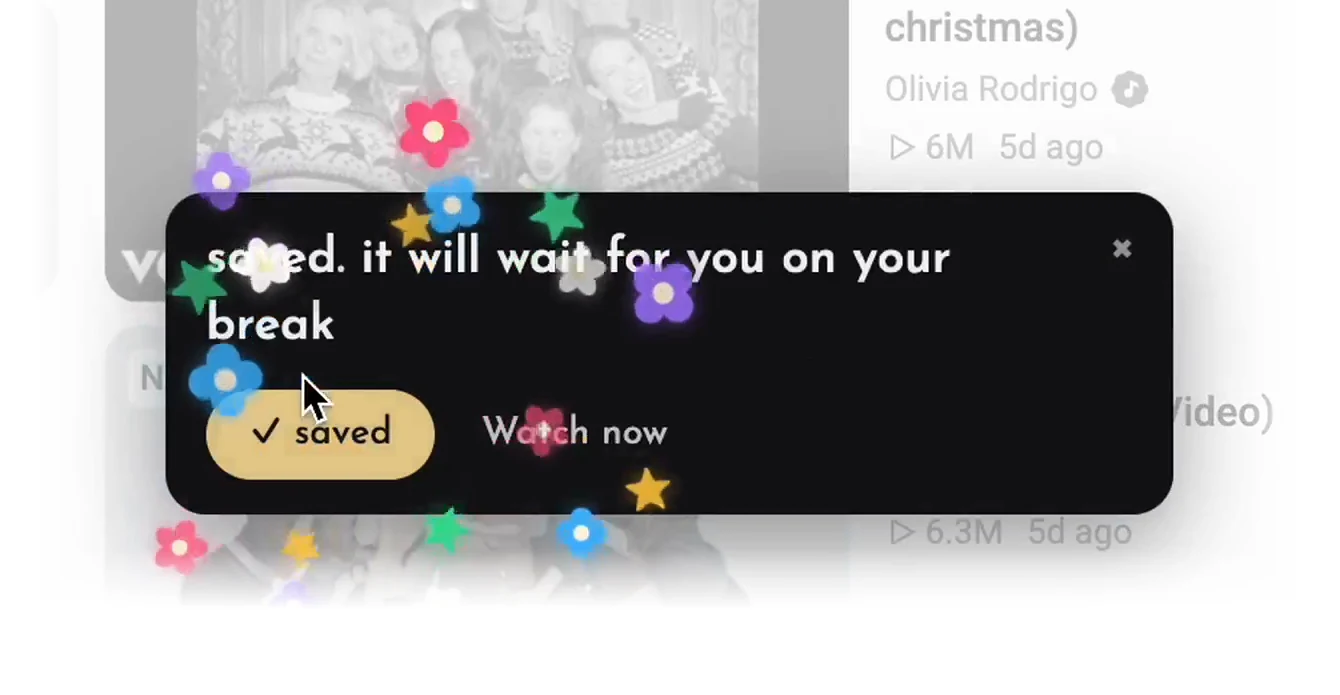 christmas)
Olivia Rodrigo
6M 5d ago
saved. it will wait for you on your
break
✓ saved
Watch now
6.3M 5d ago